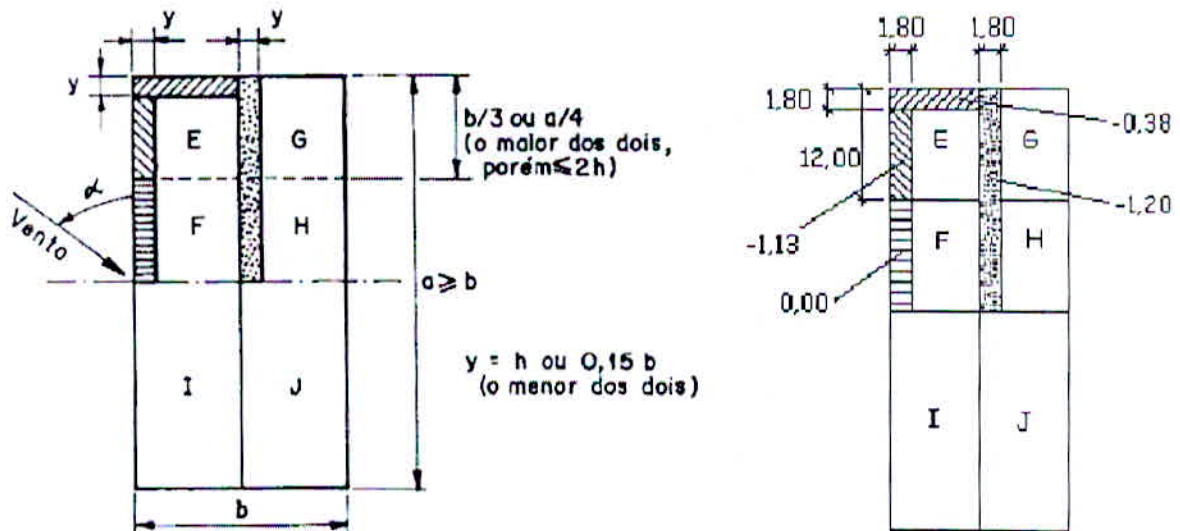 y
y
y
b/3 ou a/4
(o maior dos dois,
porém≤2h)
E
G
α
Vento
F
H
a ≥ b
y = h ou 0,15 b
(o menor dos dois)
I
J
b
1,80
1,80
1,80
-0,38
12,00
E
G
-1,20
-1,13
F
H
0,00
I
J